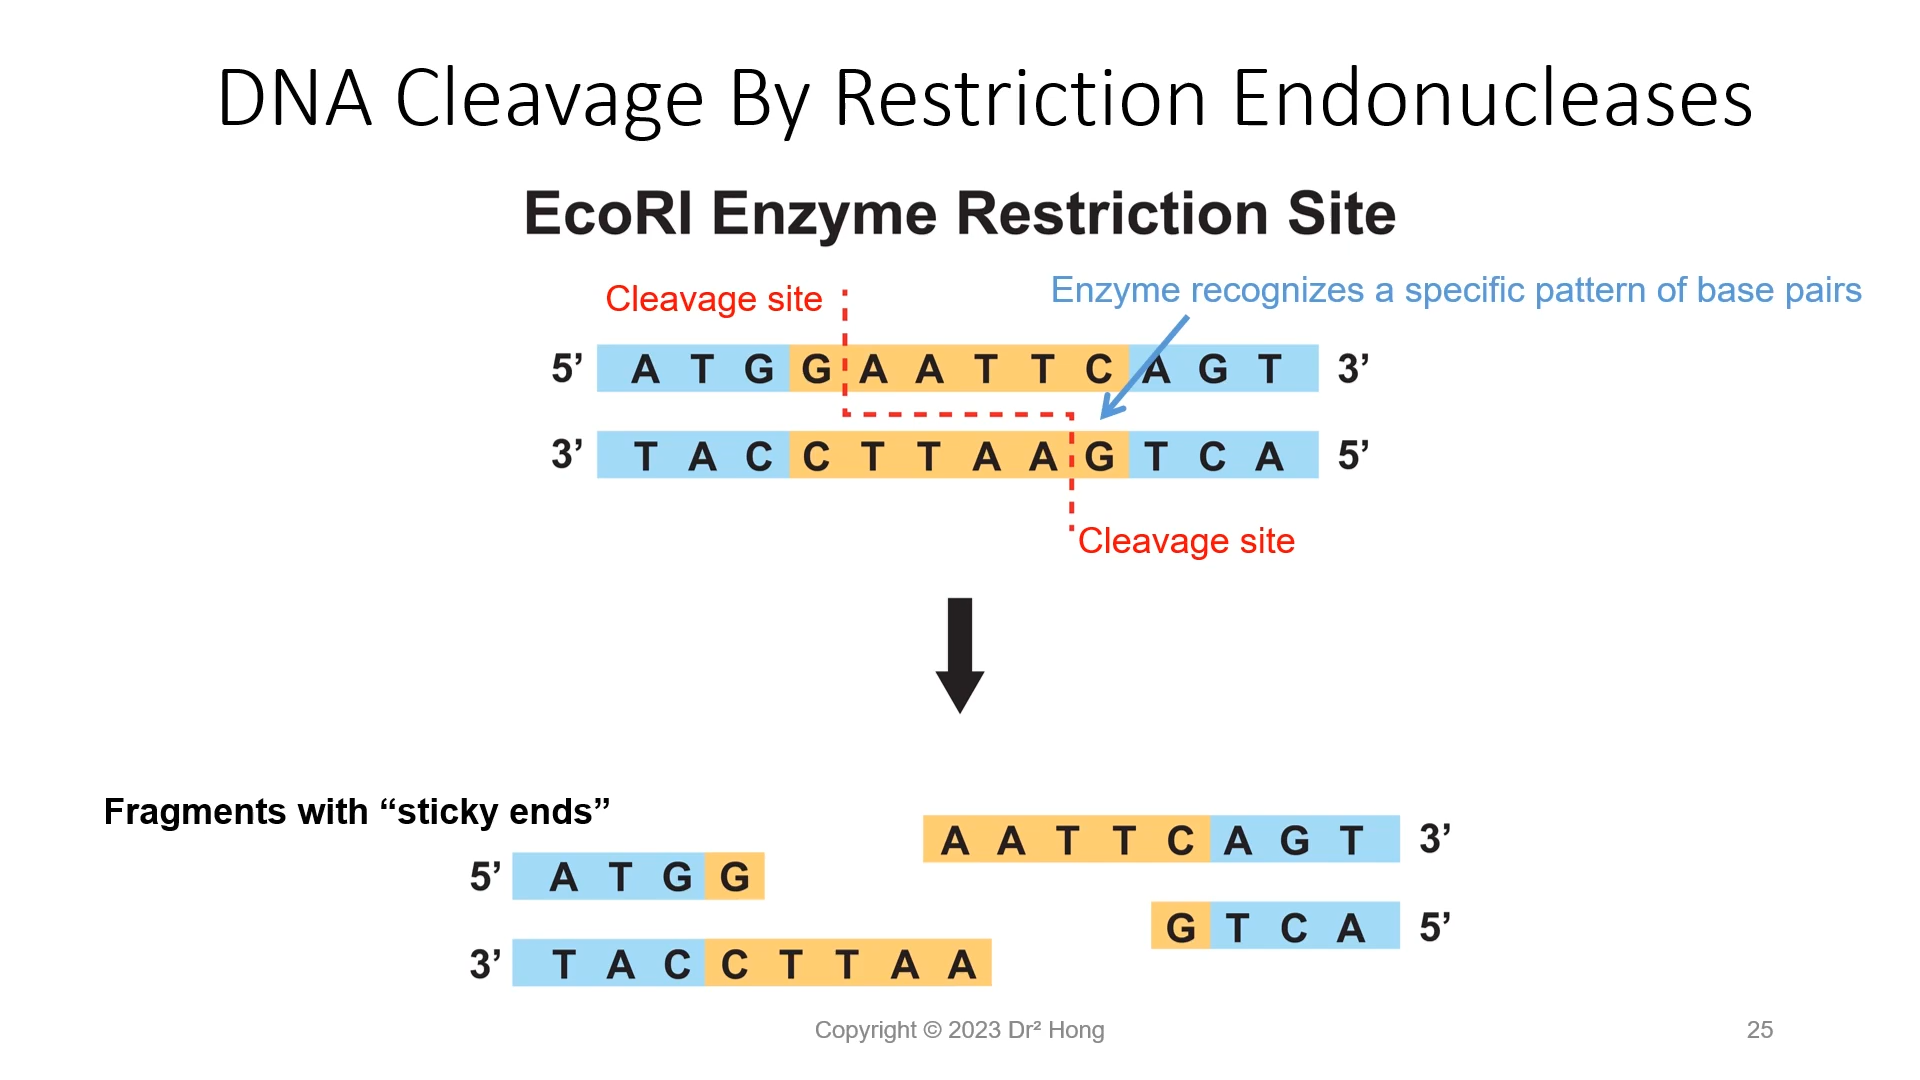 DNA Cleavage By Restriction Endonucleases
EcoRI Enzyme Restriction Site
Cleavage site
Enzyme recognizes a specific pattern of base pairs
5’ A T G G A A T T C A G T 3’
3’ T A C C T T A A G T C A 5’
Cleavage site
Fragments with “sticky ends”
A A T T C A G T 3’
5’ A T G G
G T C A 5’
3’ T A C C T T A A
Copyright © 2023 Dr² Hong
25